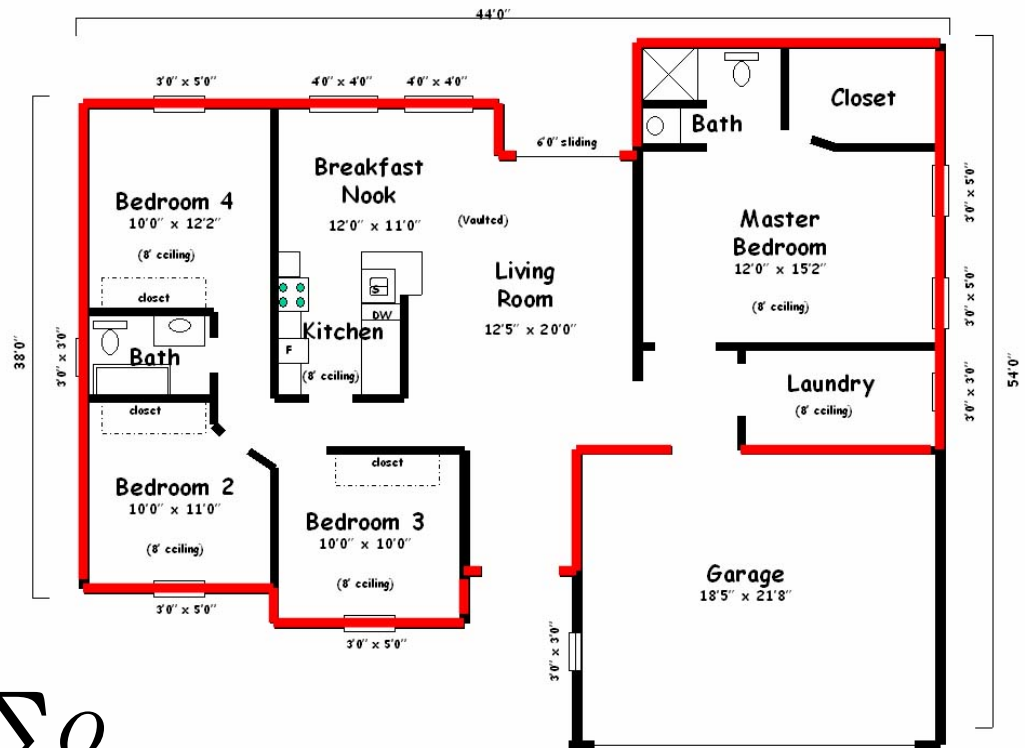 44'0"
3'0" x 5'0"
4'0" x 4'0"
4'0" x 4'0"
6'0" sliding
Closet
Bath
Breakfast
Nook
12'0" x 11'0"
(Vaulted)
Bedroom 4
10'0" x 12'2"
(8' ceiling)
closet
Master
Bedroom
12'0" x 15'2"
(8' ceiling)
3'0" x 5'0"
3'0" x 5'0"
Living
Room
12'5" x 20'0"
S
DW
Kitchen
F
(8' ceiling)
38'0"
3'0" x 3'0"
Bath
closet
Laundry
(8' ceiling)
3'0" x 3'0"
54'0"
Bedroom 2
10'0" x 11'0"
(8' ceiling)
3'0" x 5'0"
closet
Bedroom 3
10'0" x 10'0"
(8' ceiling)
3'0" x 5'0"
Garage
18'5" x 21'8"
3'0" x 3'0"
Σο